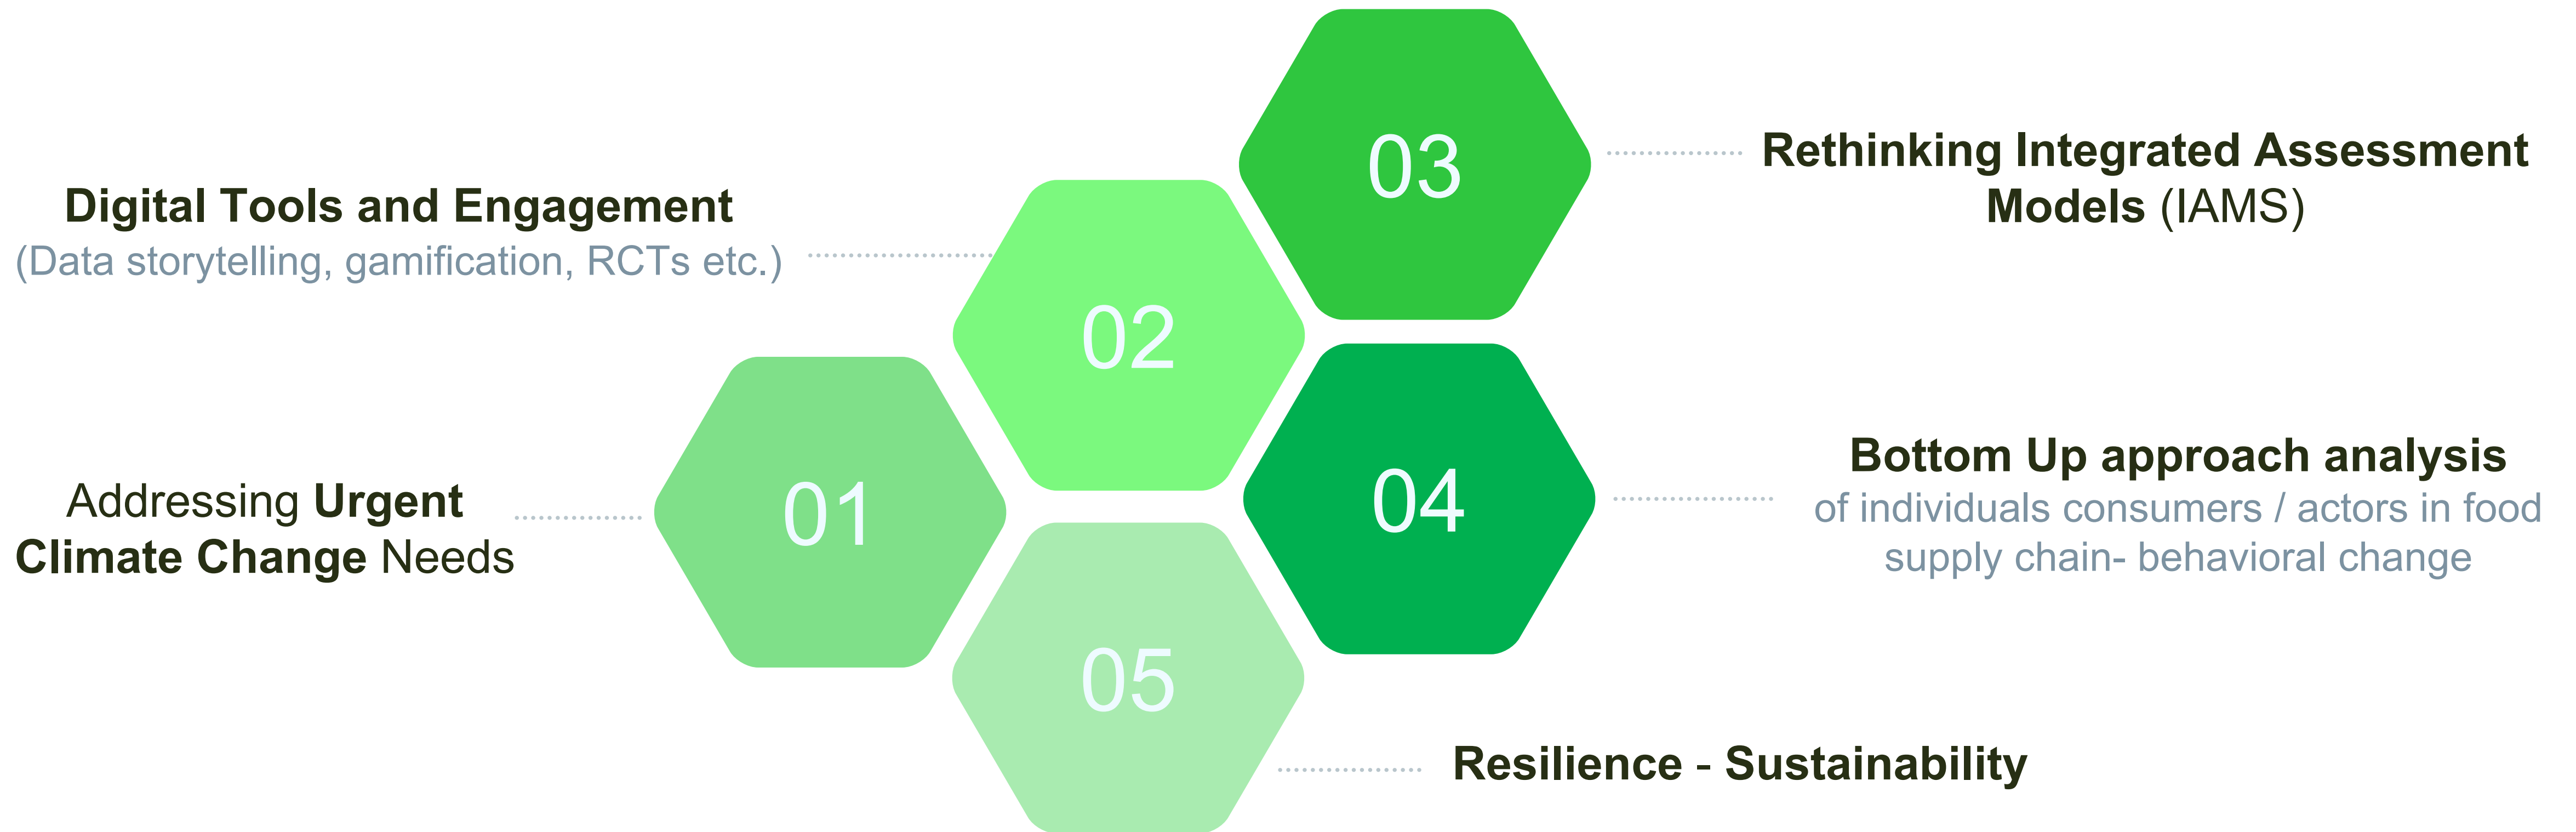 01
Addressing Urgent
Climate Change Needs
02
Digital Tools and Engagement
(Data storytelling, gamification, RCTs etc.)
03
Rethinking Integrated Assessment
Models (IAMS)
04
Bottom Up approach analysis
of individuals consumers / actors in food
supply chain- behavioral change
05
Resilience - Sustainability